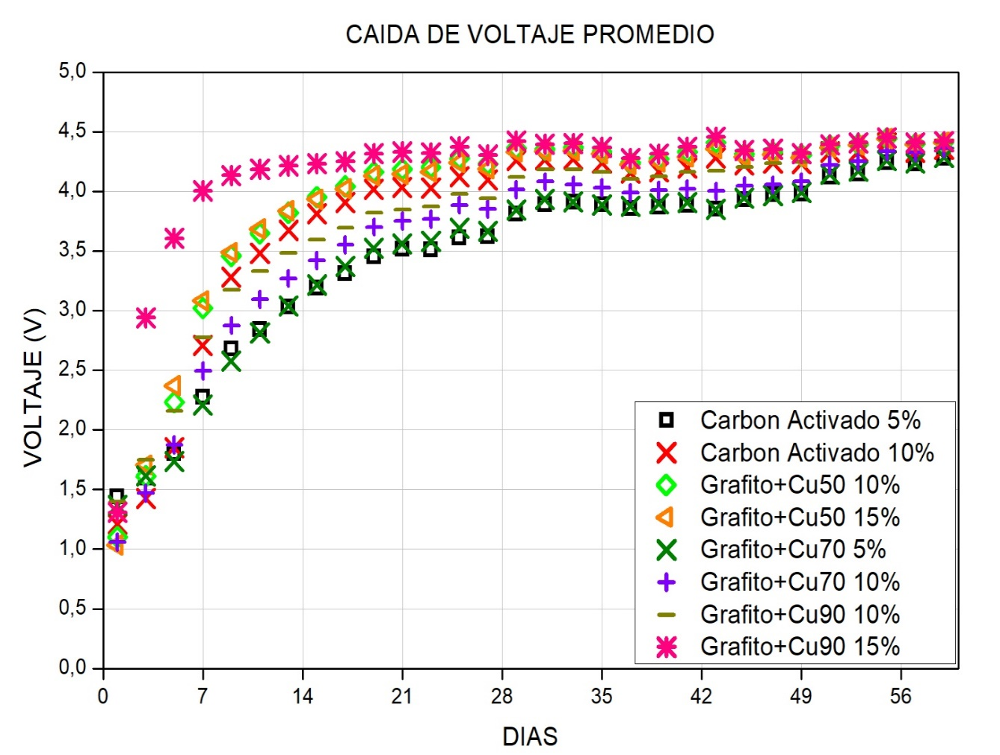 CAIDA DE VOLTAJE PROMEDIO
5,0
4,5
4,0
3,5
3,0
2,5
2,0
1,5
1,0
0,5
0,0
VOLTAJE (V)
Carbon Activado 5%
Carbon Activado 10%
Grafito+Cu50 10%
Grafito+Cu50 15%
Grafito+Cu70 5%
Grafito+Cu70 10%
Grafito+Cu90 10%
Grafito+Cu90 15%
0 7 14 21 28 35 42 49 56
DIAS